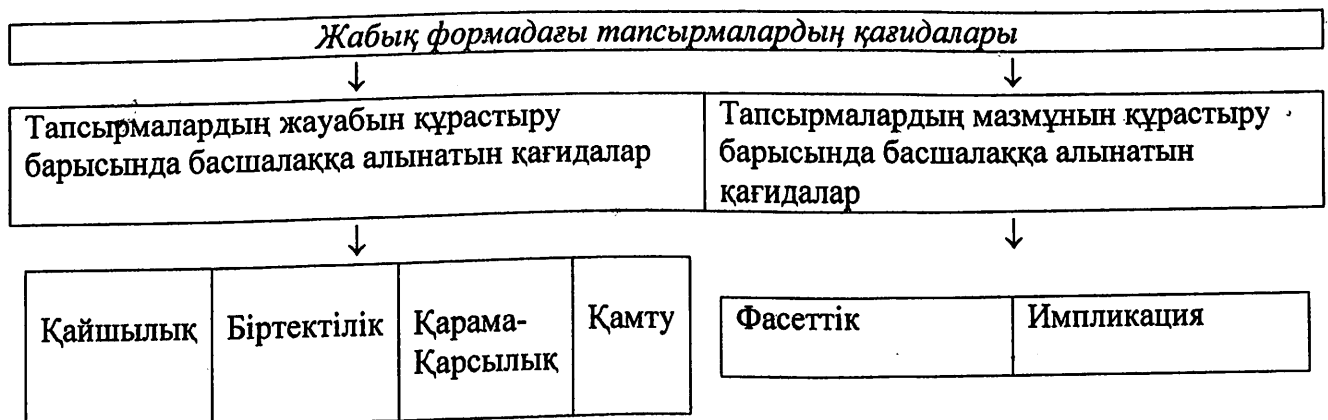 Жабық формадағы тапсырмалардың қағидалары
Тапсырмалардың жауабын құрастыру
барысында басшалаққа алынатын қағидалар
Тапсырмалардың мазмұнын құрастыру
барысында басшалаққа алынатын
қағидалар
Қайшылық
Біртектілік
Қарама-
Қарсылық
Қамту
Фасеттік
Импликация